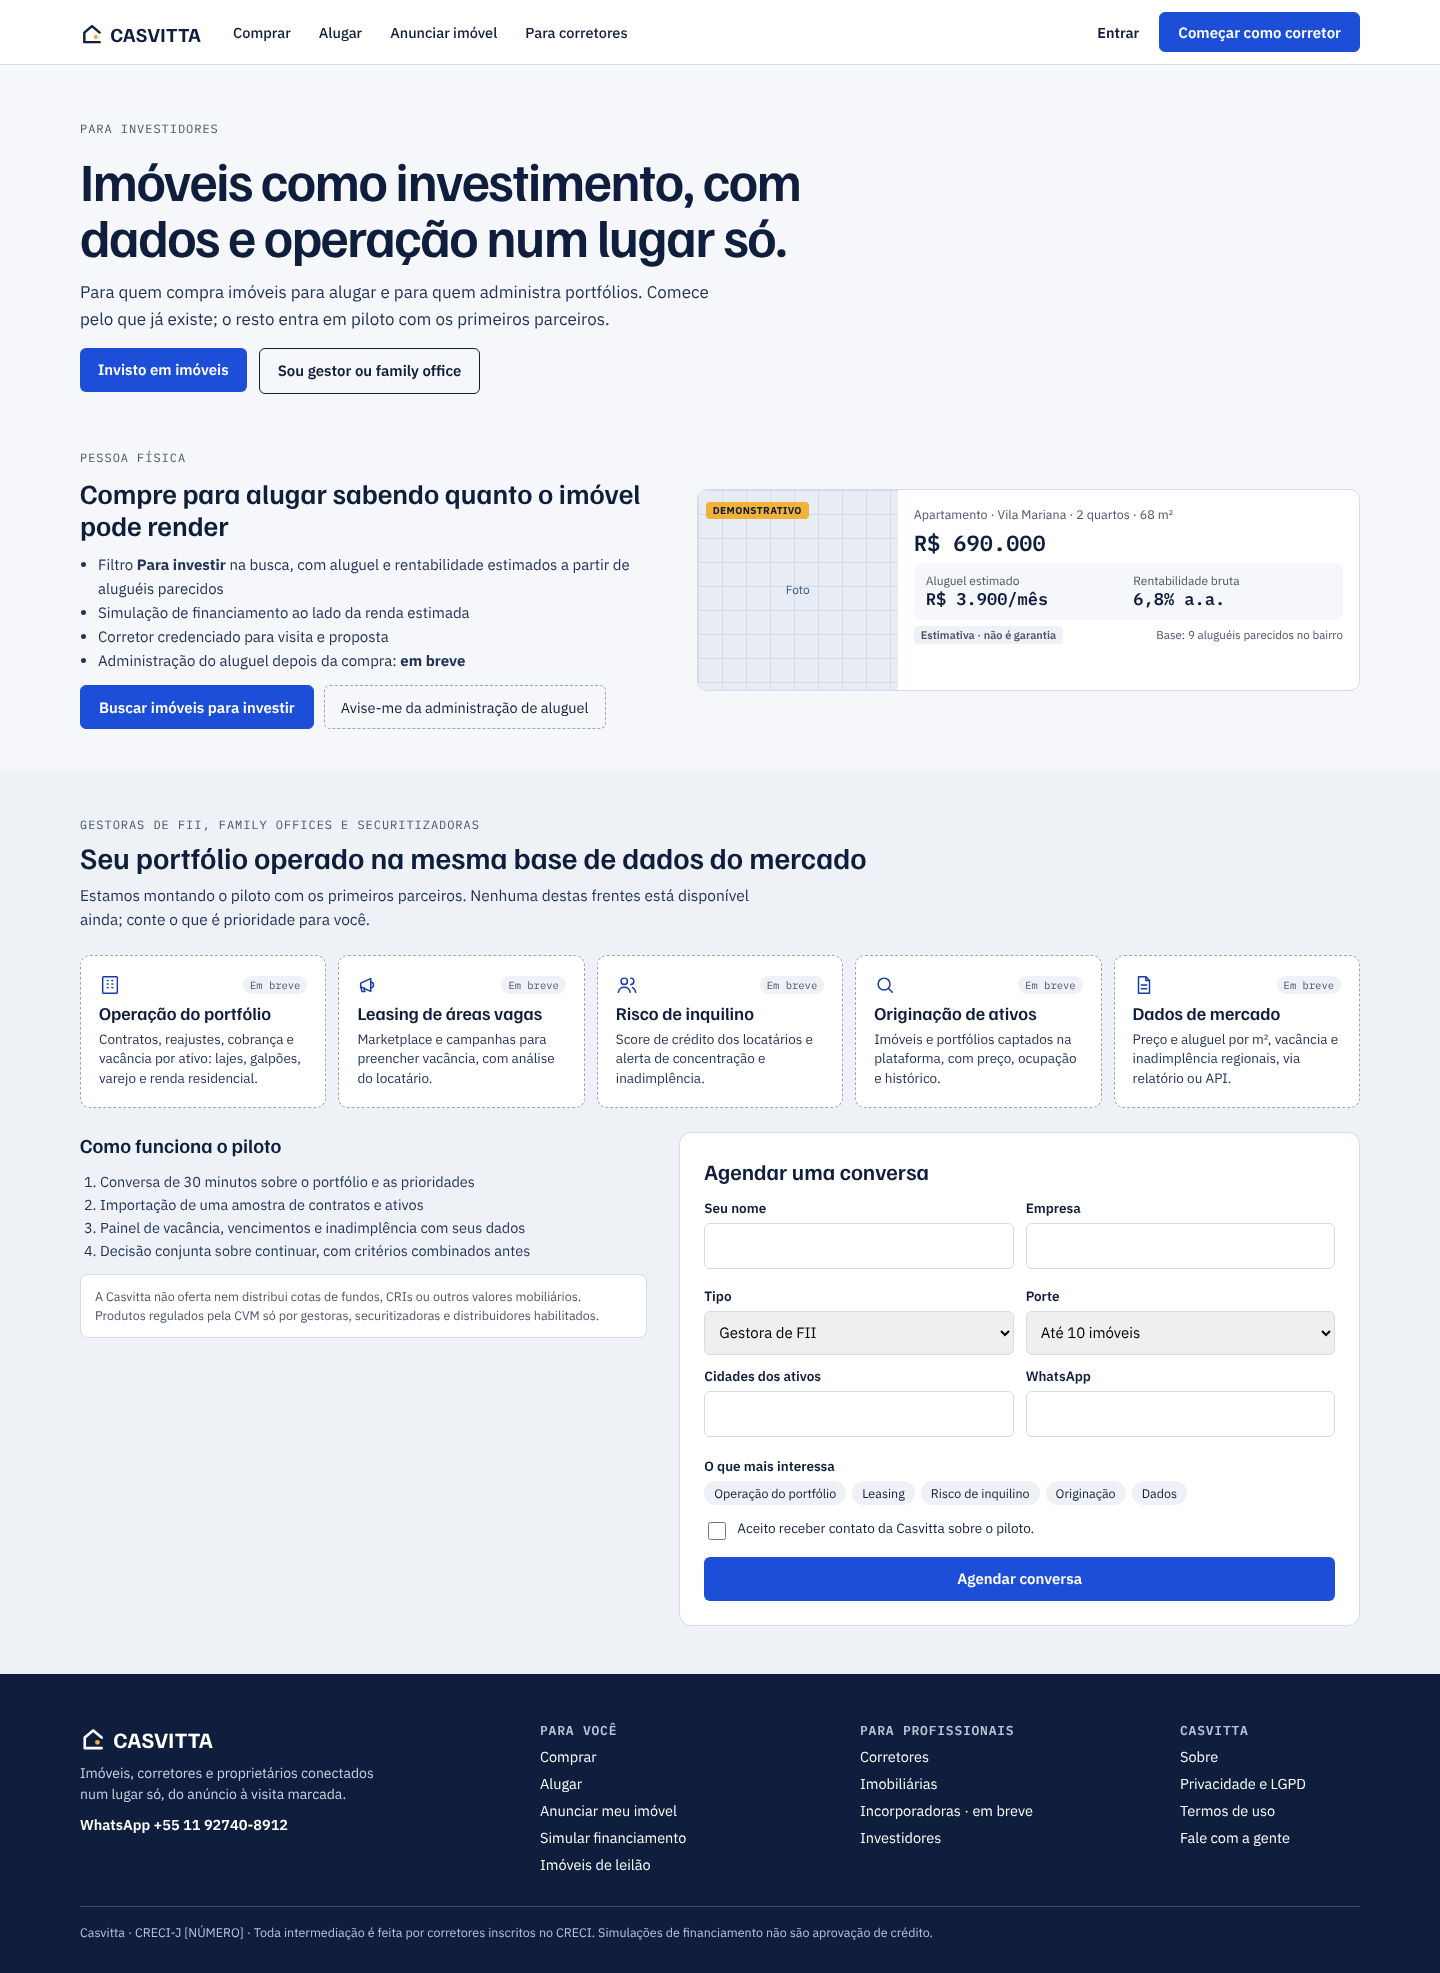 CASVITTA
Comprar
Alugar
Anunciar imóvel
Para corretores
Entrar
Começar como corretor
PARA INVESTIDORES
Imóveis como investimento, com
dados e operação num lugar só.
Para quem compra imóveis para alugar e para quem administra portfólios. Comece
pelo que já existe; o resto entra em piloto com os primeiros parceiros.
Invisto em imóveis
Sou gestor ou family office
PESSOA FÍSICA
Compre para alugar sabendo quanto o imóvel
pode render
• Filtro Para investir na busca, com aluguel e rentabilidade estimados a partir de
aluguéis parecidos
• Simulação de financiamento ao lado da renda estimada
• Corretor credenciado para visita e proposta
• Administração do aluguel depois da compra: em breve
Buscar imóveis para investir
Avise-me da administração de aluguel
DEMONSTRATIVO
Foto
Apartamento · Vila Mariana · 2 quartos · 68 m²
R$ 690.000
Aluguel estimado
R$ 3.900/mês
Rentabilidade bruta
6,8% a.a.
Estimativa · não é garantia
Base: 9 aluguéis parecidos no bairro
GESTORAS DE FII, FAMILY OFFICES E SECURITIZADORAS
Seu portfólio operado na mesma base de dados do mercado
Estamos montando o piloto com os primeiros parceiros. Nenhuma destas frentes está disponível
ainda; conte o que é prioridade para você.
Em breve
Operação do portfólio
Contratos, reajustes, cobrança e
vacância por ativo: lajes, galpões,
varejo e renda residencial.
Em breve
Leasing de áreas vagas
Marketplace e campanhas para
preencher vacância, com análise
do locatário.
Em breve
Risco de inquilino
Score de crédito dos locatários e
alerta de concentração e
inadimplência.
Em breve
Originação de ativos
Imóveis e portfólios captados na
plataforma, com preço, ocupação
e histórico.
Em breve
Dados de mercado
Preço e aluguel por m², vacância e
inadimplência regionais, via
relatório ou API.
Como funciona o piloto
1. Conversa de 30 minutos sobre o portfólio e as prioridades
2. Importação de uma amostra de contratos e ativos
3. Painel de vacância, vencimentos e inadimplência com seus dados
4. Decisão conjunta sobre continuar, com critérios combinados antes
A Casvitta não oferta nem distribui cotas de fundos, CRIs ou outros valores mobiliários.
Produtos regulados pela CVM só por gestoras, securitizadoras e distribuidores habilitados.
Agendar uma conversa
Seu nome
Empresa
Tipo
Porte
Gestora de FII
Até 10 imóveis
Cidades dos ativos
WhatsApp
O que mais interessa
Operação do portfólio
Leasing
Risco de inquilino
Originação
Dados
Aceito receber contato da Casvitta sobre o piloto.
Agendar conversa
CASVITTA
Imóveis, corretores e proprietários conectados
num lugar só, do anúncio à visita marcada.
WhatsApp +55 11 92740-8912
PARA VOCÊ
Comprar
Alugar
Anunciar meu imóvel
Simular financiamento
Imóveis de leilão
PARA PROFISSIONAIS
Corretores
Imobiliárias
Incorporadoras · em breve
Investidores
CASVITTA
Sobre
Privacidade e LGPD
Termos de uso
Fale com a gente
Casvitta · CRECI-J [NÚMERO] · Toda intermediação é feita por corretores inscritos no CRECI. Simulações de financiamento não são aprovação de crédito.